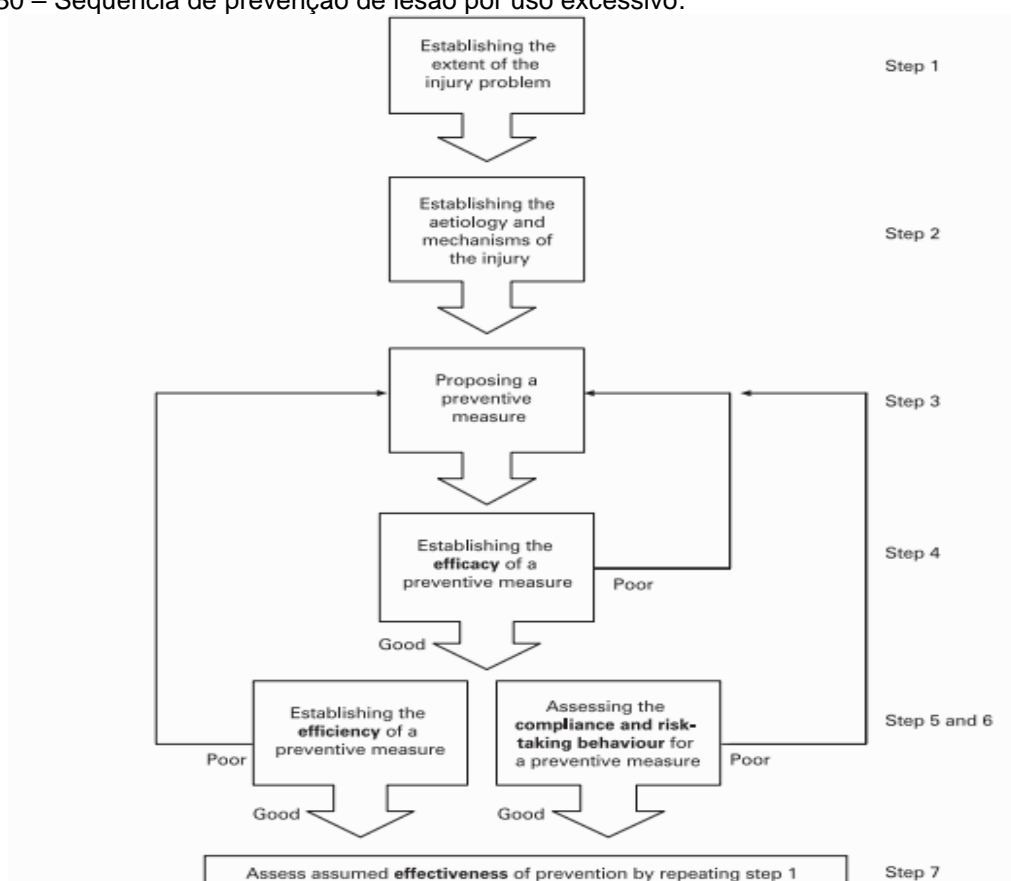 30 – Sequência de prevenção de lesão por uso excessivo.
Establishing the
extent of the
injury problem
Step 1
Establishing the
aetiology and
mechanisms of
the injury
Step 2
Proposing a
preventive
measure
Step 3
Establishing the
efficacy of a
preventive measure
Step 4
Poor
Good
Establishing the
efficiency of a
preventive measure
Assessing the
compliance and risk-
taking behaviour for
a preventive measure
Step 5 and 6
Poor
Poor
Good
Good
Assess assumed effectiveness of prevention by repeating step 1
Step 7